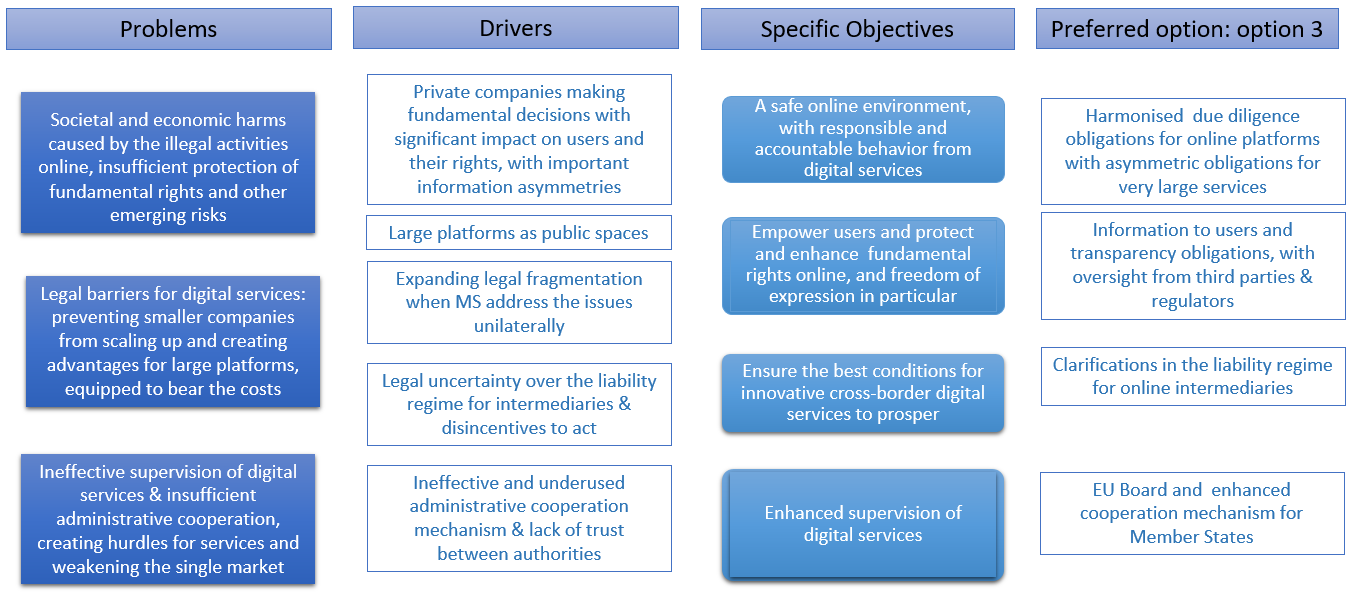 Problems
Societal and economic harms
caused by the illegal activities
online, insufficient protection of
fundamental rights and other
emerging risks
Legal barriers for digital services:
preventing smaller companies
from scaling up and creating
advantages for large platforms,
equipped to bear the costs
Ineffective supervision of digital
services & insufficient
administrative cooperation,
creating hurdles for services and
weakening the single market
Drivers
Private companies making
fundamental decisions with
significant impact on users and
their rights, with important
information asymmetries
Large platforms as public spaces
Expanding legal fragmentation
when MS address the issues
unilaterally
Legal uncertainty over the liability
regime for intermediaries &
disincentives to act
Ineffective and underused
administrative cooperation
mechanism & lack of trust
between authorities
Specific Objectives
A safe online environment,
with responsible and
accountable behavior from
digital services
Empower users and protect
and enhance fundamental
rights online, and freedom of
expression in particular
Ensure the best conditions for
innovative cross-border digital
services to prosper
Enhanced supervision of
digital services
Preferred option: option 3
Harmonised due diligence
obligations for online platforms
with asymmetric obligations for
very large services
Information to users and
transparency obligations, with
oversight from third parties &
regulators
Clarifications in the liability regime
for online intermediaries
EU Board and enhanced
cooperation mechanism for
Member States